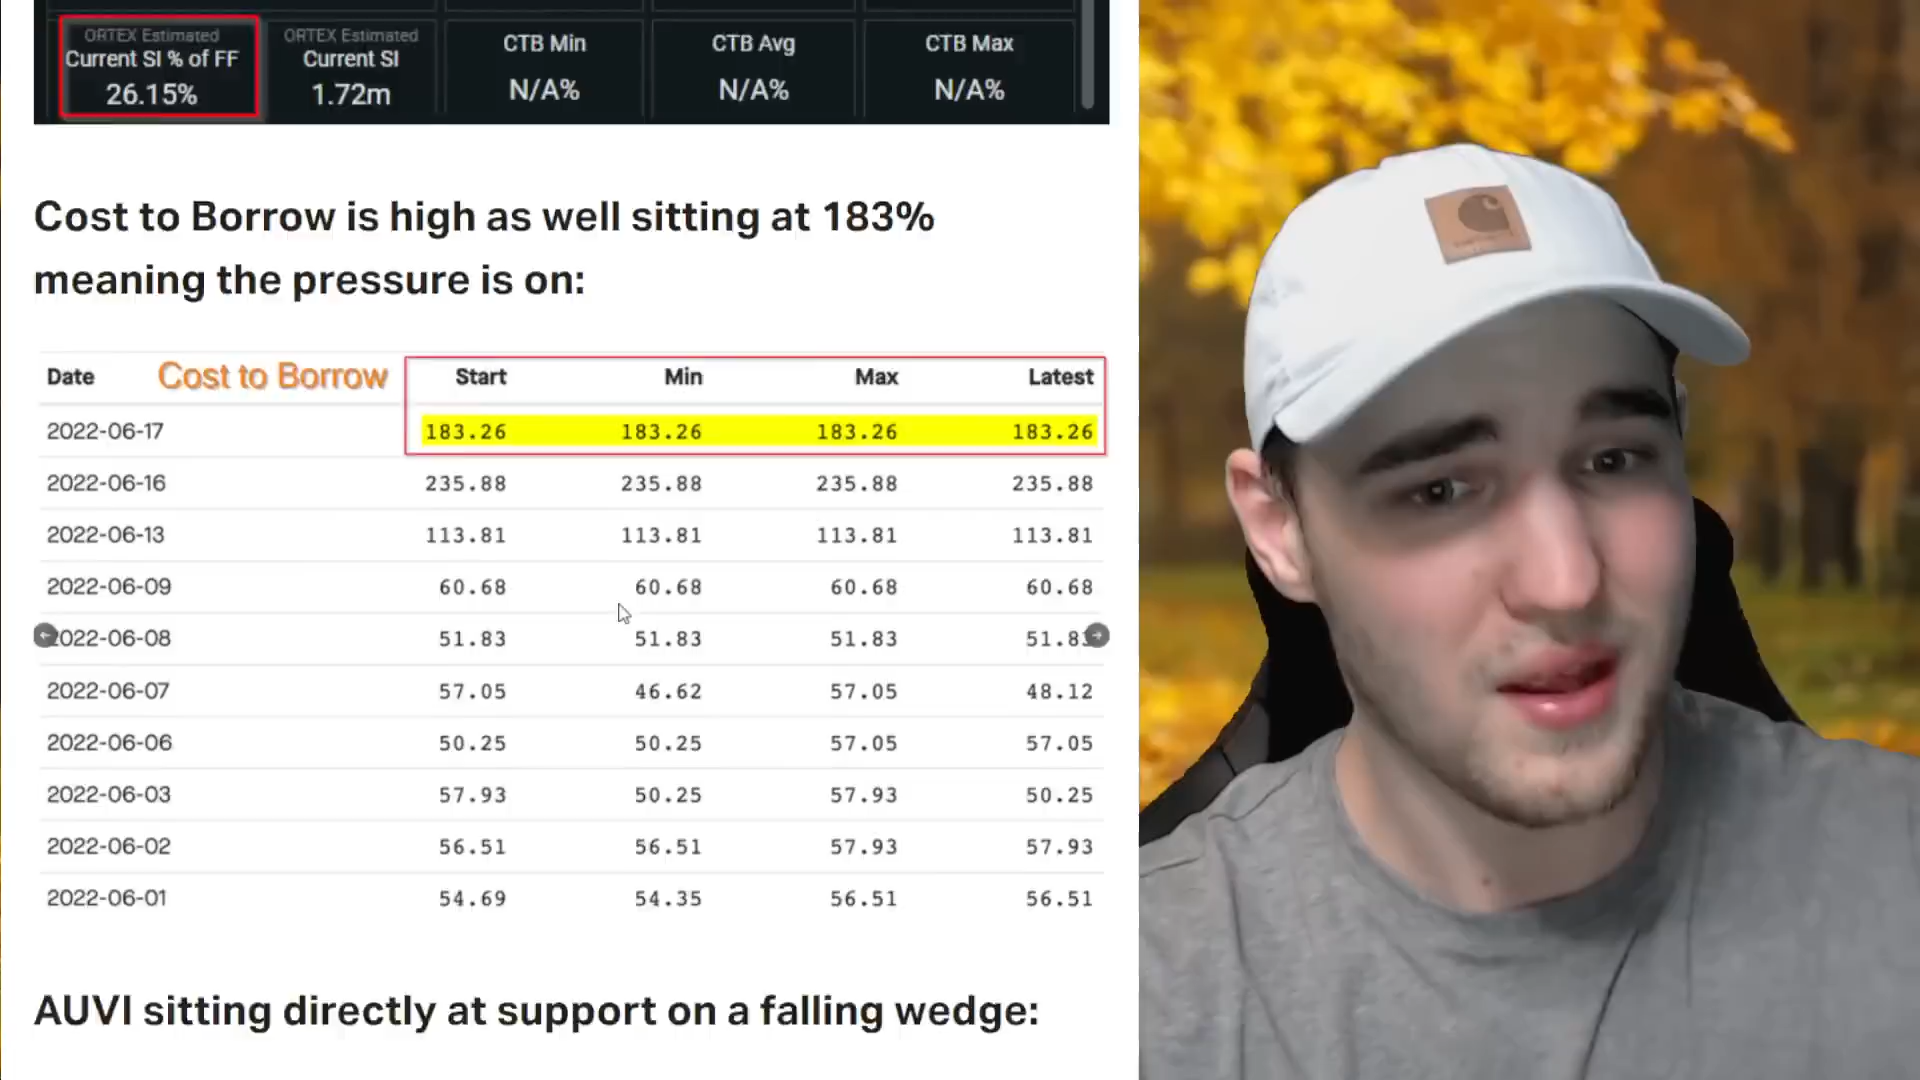 ORTEX Estimated
Current SI % of FF
26.15%
ORTEX Estimated
Current SI
1.72m
CTB Min
N/A%
CTB Avg
N/A%
CTB Max
N/A%
Cost to Borrow is high as well sitting at 183%
meaning the pressure is on:
Date Cost to Borrow Start Min Max Latest
2022-06-17 183.26 183.26 183.26 183.26
2022-06-16 235.88 235.88 235.88 235.88
2022-06-13 113.81 113.81 113.81 113.81
2022-06-09 60.68 60.68 60.68 60.68
2022-06-08 51.83 51.83 51.83 51.83
2022-06-07 57.05 46.62 57.05 48.12
2022-06-06 50.25 50.25 57.05 57.05
2022-06-03 57.93 50.25 57.93 50.25
2022-06-02 56.51 56.51 57.93 57.93
2022-06-01 54.69 54.35 56.51 56.51
AUVI sitting directly at support on a falling wedge: